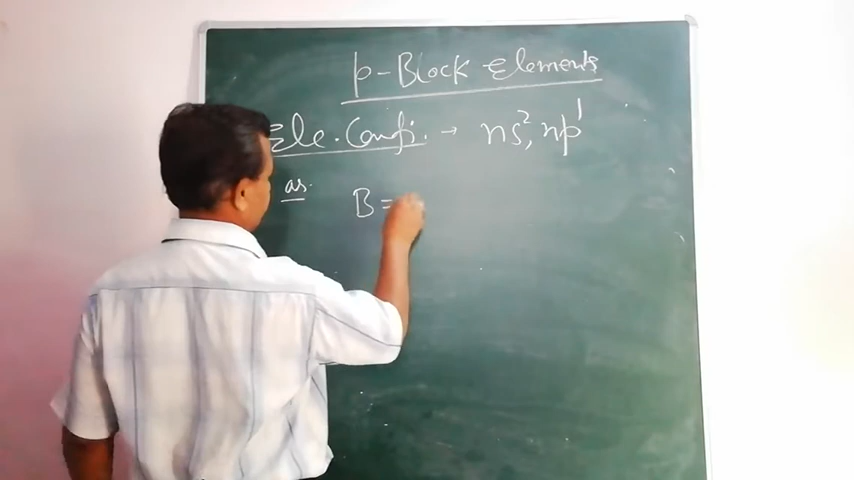 p-Block Elements
Ele. Confi. → ns², np¹
as. B =